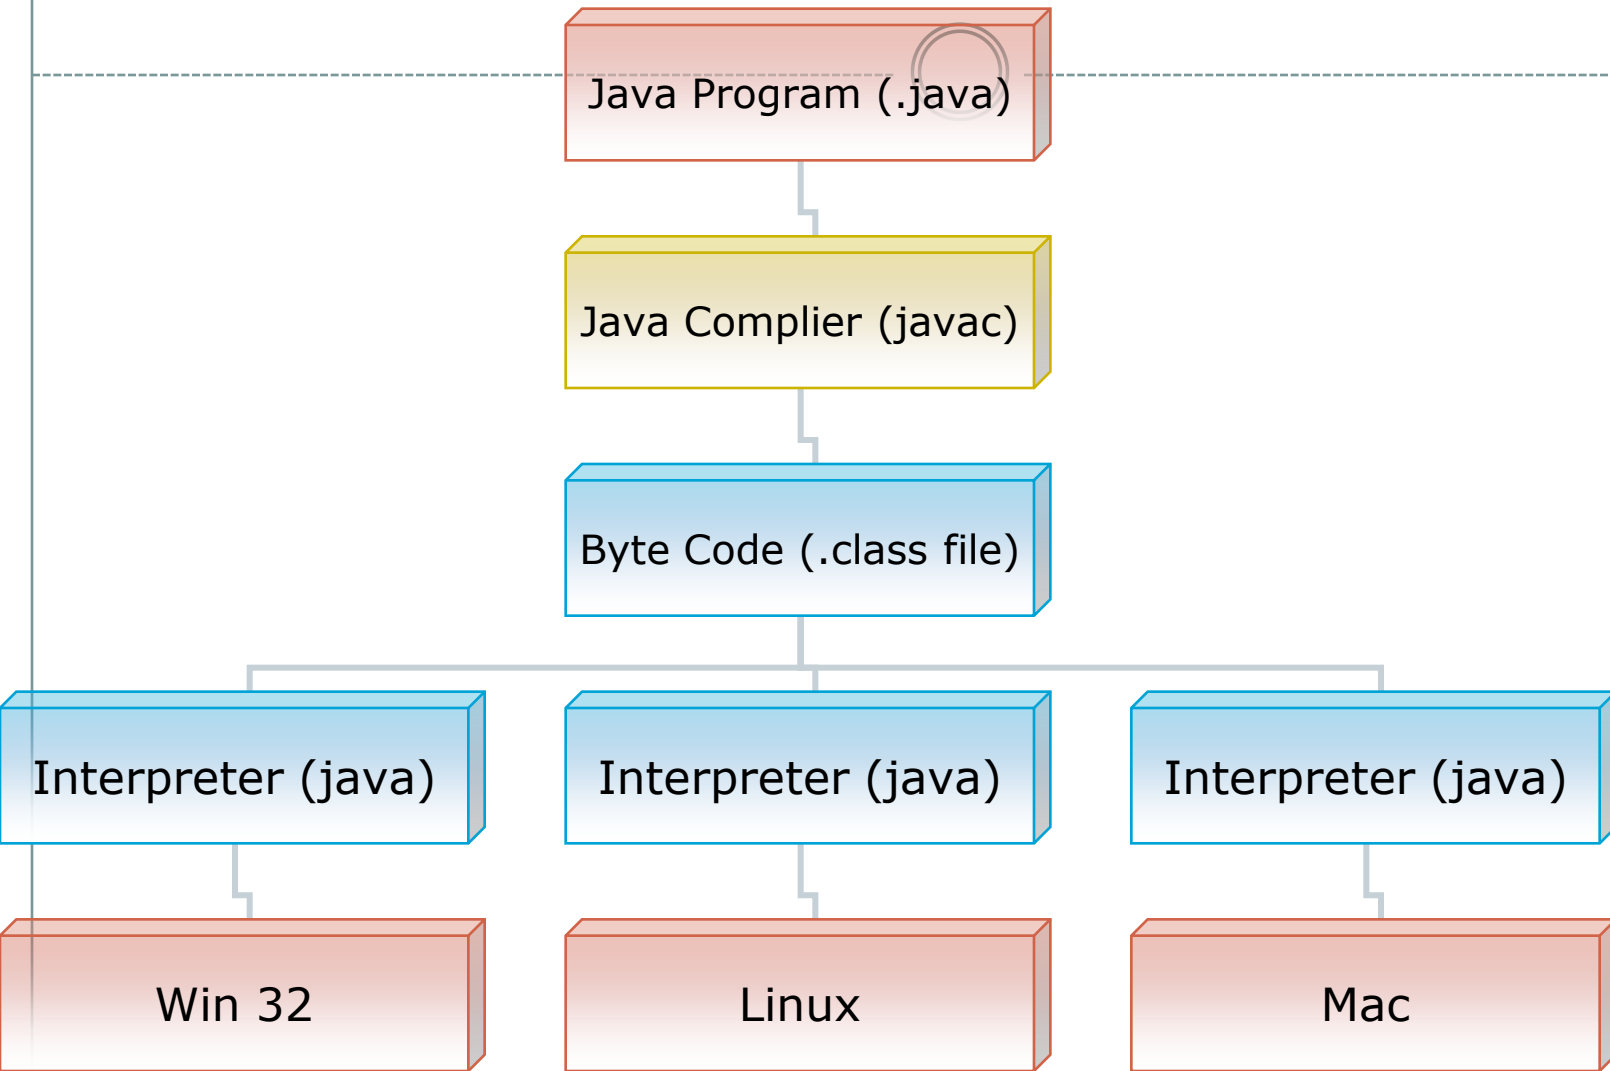 Java Program (.java)
Java Complier (javac)
Byte Code (.class file)
Interpreter (java)
Interpreter (java)
Interpreter (java)
Win 32
Linux
Mac